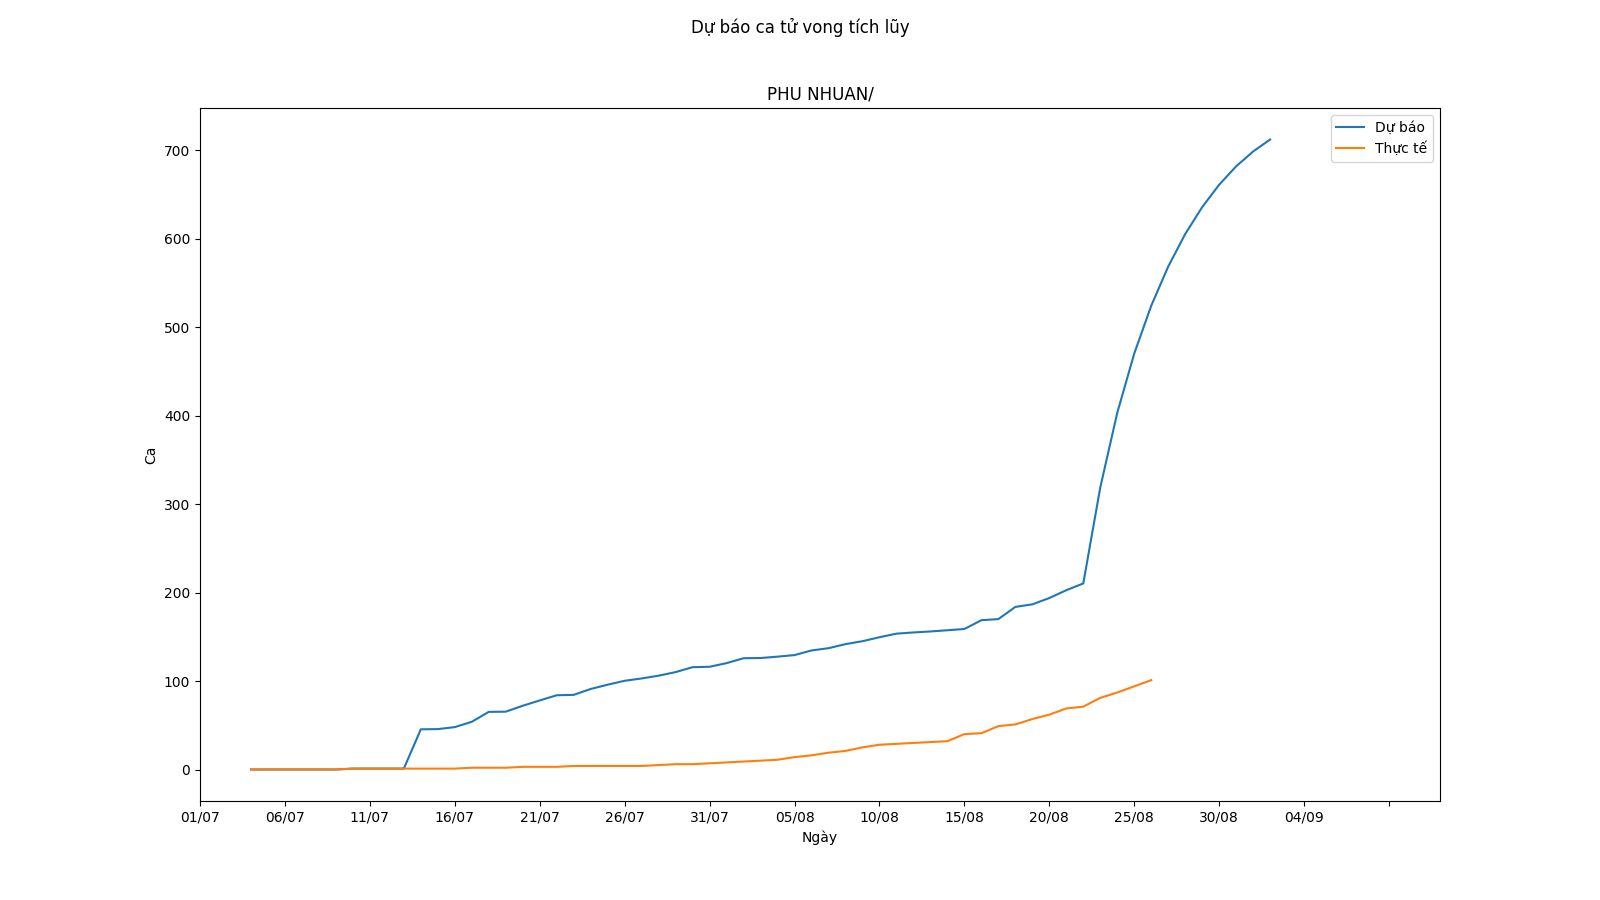 Dự báo ca tử vong tích lũy
PHU NHUAN/
Dự báo
Thực tế
700
600
500
400
300
200
100
0
Ca
01/07 06/07 11/07 16/07 21/07 26/07 31/07 05/08 10/08 15/08 20/08 25/08 30/08 04/09
Ngày